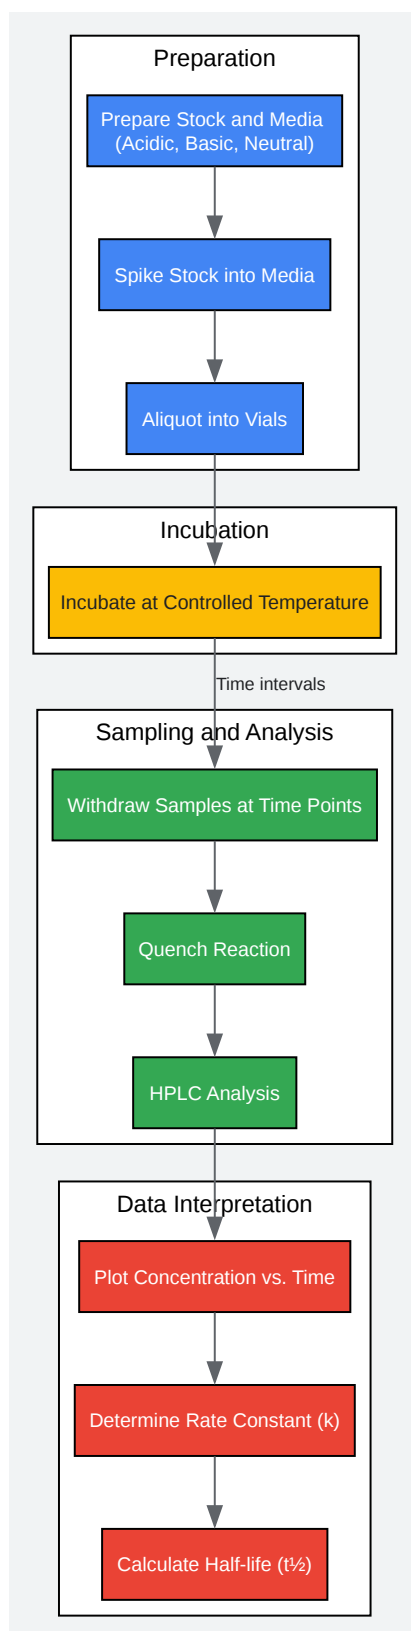 Preparation
Prepare Stock and Media
(Acidic, Basic, Neutral)
Spike Stock into Media
Aliquot into Vials
Incubation
Incubate at Controlled Temperature
Time intervals
Sampling and Analysis
Withdraw Samples at Time Points
Quench Reaction
HPLC Analysis
Data Interpretation
Plot Concentration vs. Time
Determine Rate Constant (k)
Calculate Half-life (t½)